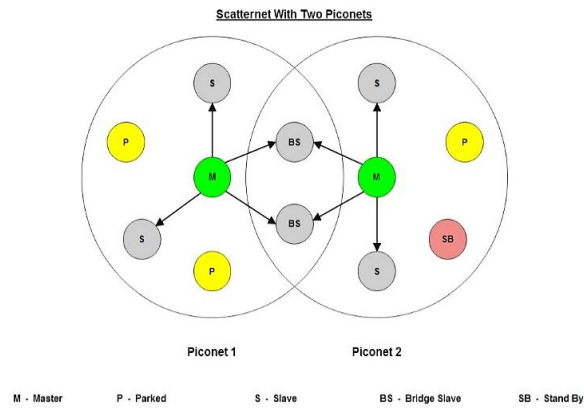 Scatternet With Two Piconets
S S
BS
P P
M M
BS
S SB
P S
Piconet 1 Piconet 2
M - Master P - Parked S - Slave BS - Bridge Slave SB - Stand By